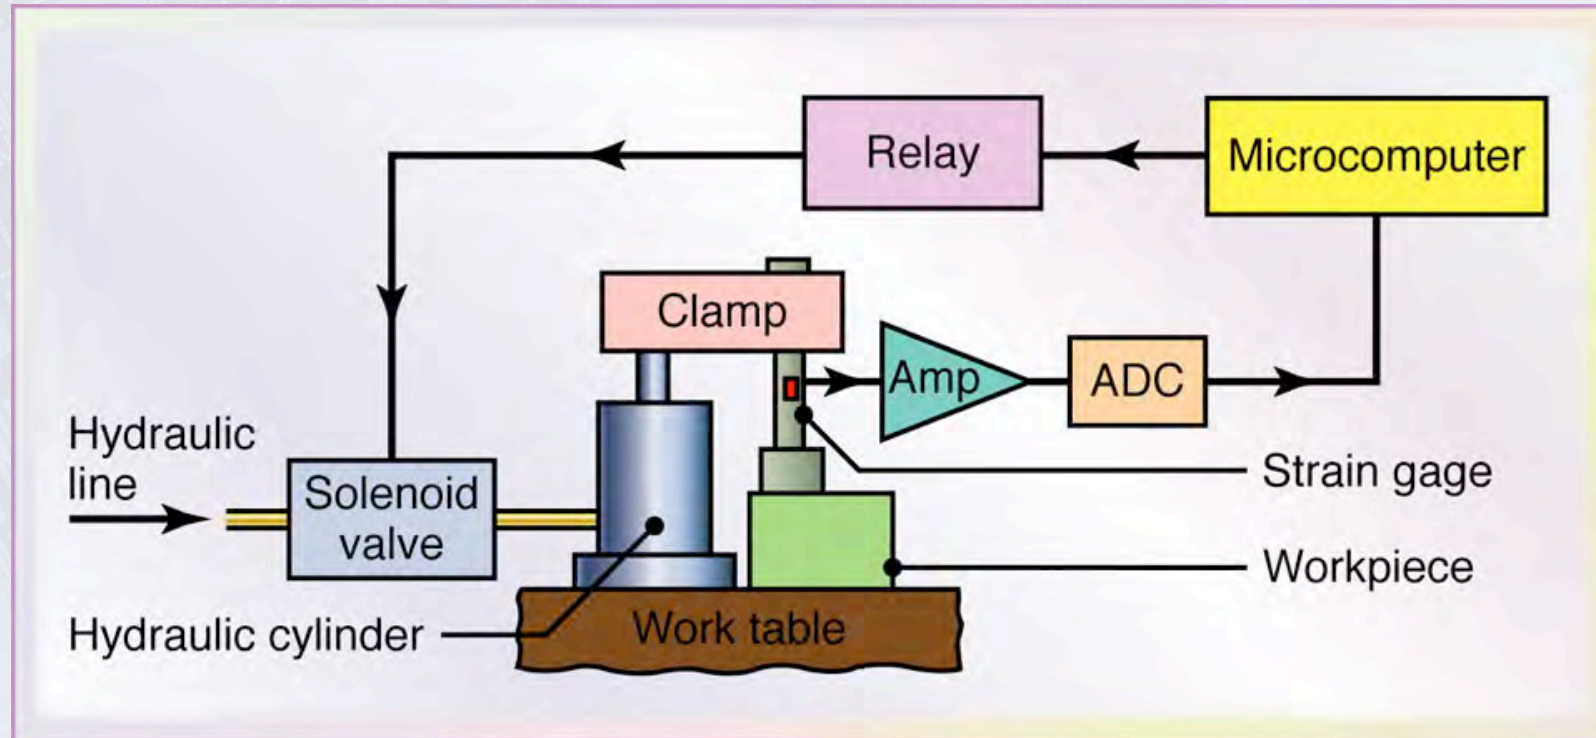 Relay
Microcomputer
Clamp
Amp
ADC
Hydraulic
line
Solenoid
valve
Strain gage
Workpiece
Hydraulic cylinder
Work table